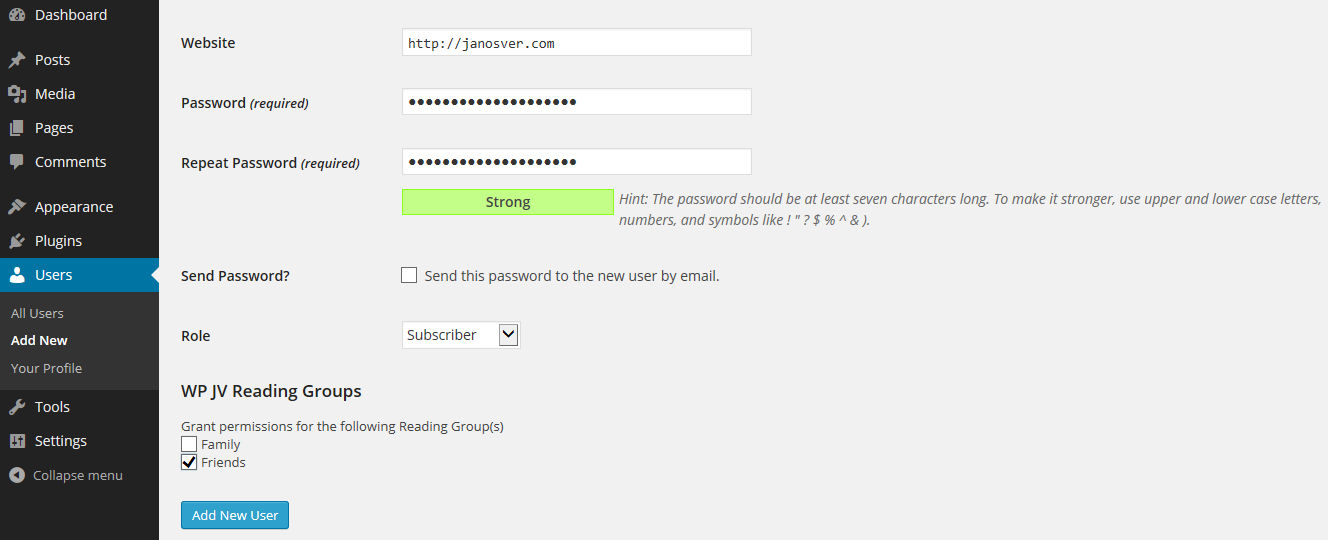 Dashboard
Posts
Media
Pages
Comments
Appearance
Plugins
Users
All Users
Add New
Your Profile
Tools
Settings
Collapse menu
Website
http://janosver.com
Password (required)
●●●●●●●●●●●●●●●●●●●●
Repeat Password (required)
●●●●●●●●●●●●●●●●●●●●
Strong
Hint: The password should be at least seven characters long. To make it stronger, use upper and lower case letters,
numbers, and symbols like ! " ? $ % ^ & ).
Send Password?
Send this password to the new user by email.
Role
Subscriber
WP JV Reading Groups
Grant permissions for the following Reading Group(s)
Family
Friends
Add New User